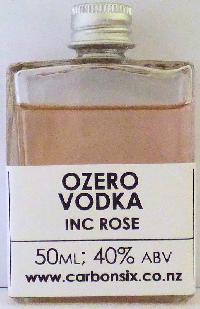 OZERO
VODKA
INC ROSE
50ML; 40% ABV
www.carbonsix.co.nz